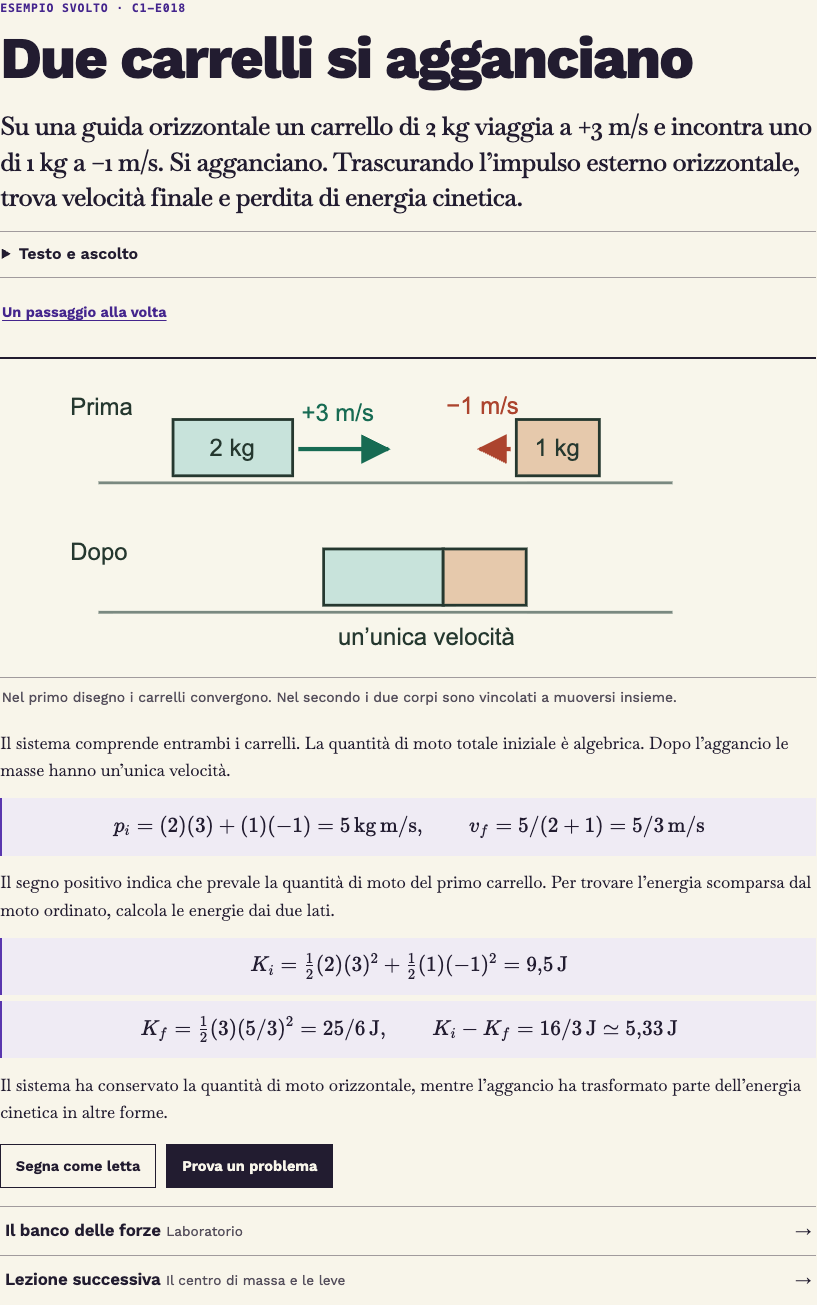 ESEMPIO SVOLTO · C1-E018
Due carrelli si agganciano
Su una guida orizzontale un carrello di 2 kg viaggia a +3 m/s e incontra uno
di 1 kg a −1 m/s. Si agganciano. Trascurando l’impulso esterno orizzontale,
trova velocità finale e perdita di energia cinetica.
▶ Testo e ascolto
Un passaggio alla volta
Prima
+3 m/s
−1 m/s
2 kg
1 kg
Dopo
un’unica velocità
Nel primo disegno i carrelli convergono. Nel secondo i due corpi sono vincolati a muoversi insieme.
Il sistema comprende entrambi i carrelli. La quantità di moto totale iniziale è algebrica. Dopo l’aggancio le
masse hanno un’unica velocità.
p_i = (2)(3) + (1)(−1) = 5 kg m/s, v_f = 5/(2 + 1) = 5/3 m/s
Il segno positivo indica che prevale la quantità di moto del primo carrello. Per trovare l’energia scomparsa dal
moto ordinato, calcola le energie dai due lati.
K_i = ½(2)(3)² + ½(1)(−1)² = 9,5 J
K_f = ½(3)(5/3)² = 25/6 J, K_i − K_f = 16/3 J ≃ 5,33 J
Il sistema ha conservato la quantità di moto orizzontale, mentre l’aggancio ha trasformato parte dell’energia
cinetica in altre forme.
Segna come letta
Prova un problema
Il banco delle forze Laboratorio →
Lezione successiva Il centro di massa e le leve →